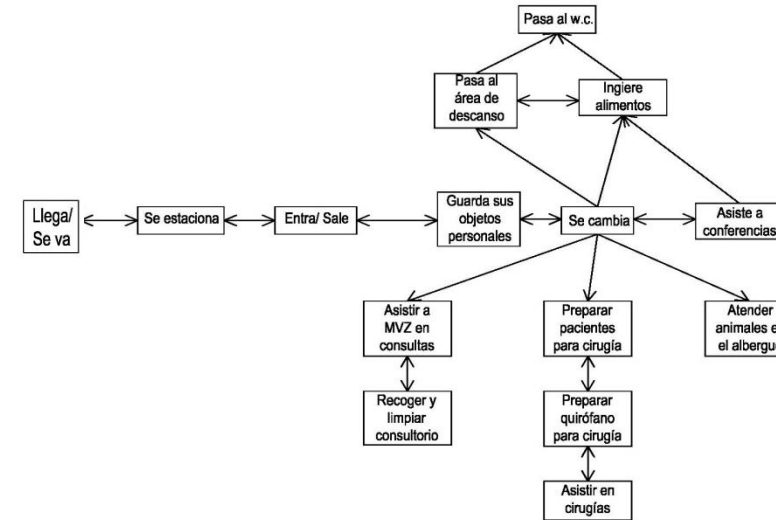 Pasa al w.c.
Pasa al
área de
descanso
Ingiere
alimentos
Llega/
Se va
Se estaciona
Entra/ Sale
Guarda sus
objetos
personales
Se cambia
Asiste a
conferencias
Asistir a
MVZ en
consultas
Preparar
pacientes
para cirugía
Atender
animales e
el albergu
Recoger y
limpiar
consultorio
Preparar
quirófano
para cirugía
Asistir en
cirugías